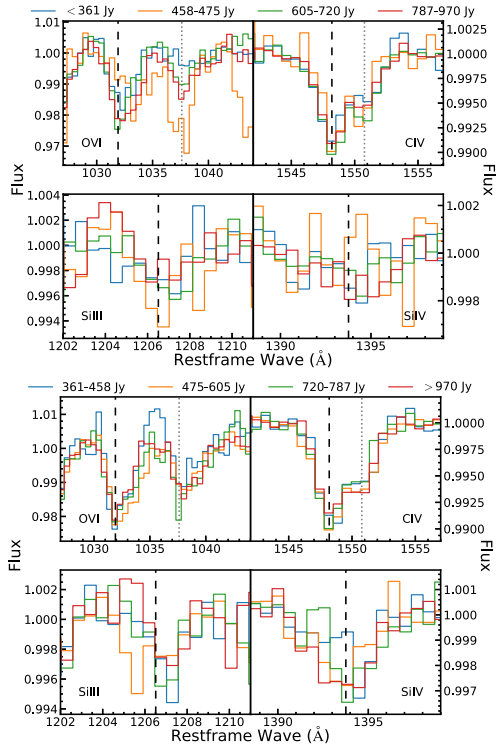 < 361 Jy 458-475 Jy 605-720 Jy 787-970 Jy
1.01 1.00 0.99 0.98 0.97
OVI
1030 1035 1040
CIV
1545 1550 1555
1.0025 1.0000 0.9975 0.9950 0.9925 0.9900
Flux
Flux
1.004 1.002 1.000 0.998 0.996 0.994
SiIII
1202 1204 1206 1208 1210
SiIV
1390 1395
1.002 1.000 0.998
Restframe Wave (Å)
361-458 Jy 475-605 Jy 720-787 Jy >970 Jy
1.01 1.00 0.99 0.98
OVI
1030 1035 1040
CIV
1545 1550 1555
1.0000 0.9975 0.9950 0.9925 0.9900
Flux
Flux
1.002 1.000 0.998 0.996 0.994
SiIII
1202 1204 1206 1208 1210
SiIV
1390 1395
1.001 1.000 0.999 0.998 0.997
Restframe Wave (Å)